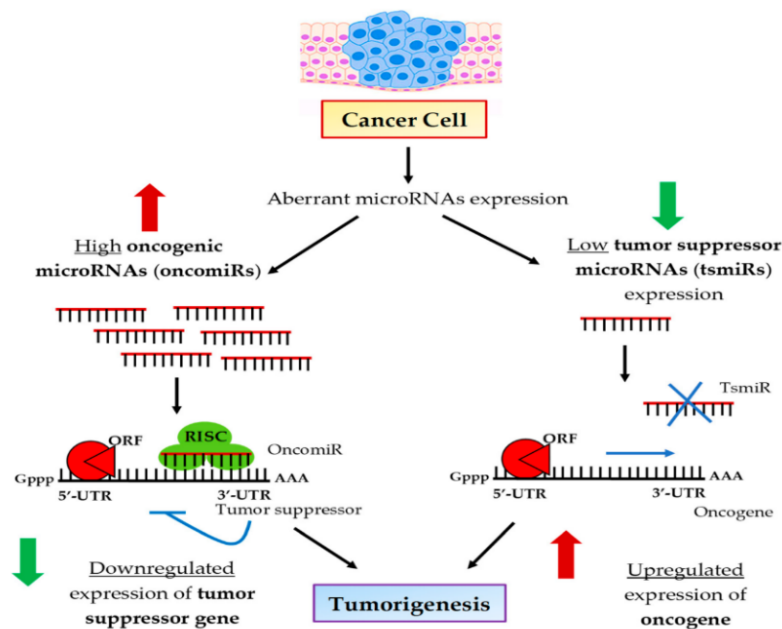 Cancer Cell
Aberrant microRNAs expression
High oncogenic
microRNAs (oncomiRs)
Low tumor suppressor
microRNAs (tsmiRs)
expression
TsmiR
ORF
RISC
OncomiR
Gppp
AAA
5′-UTR
3′-UTR
Tumor suppressor
ORF
Gppp
AAA
5′-UTR
3′-UTR
Oncogene
Downregulated
expression of tumor
suppressor gene
Tumorigenesis
Upregulated
expression of
oncogene